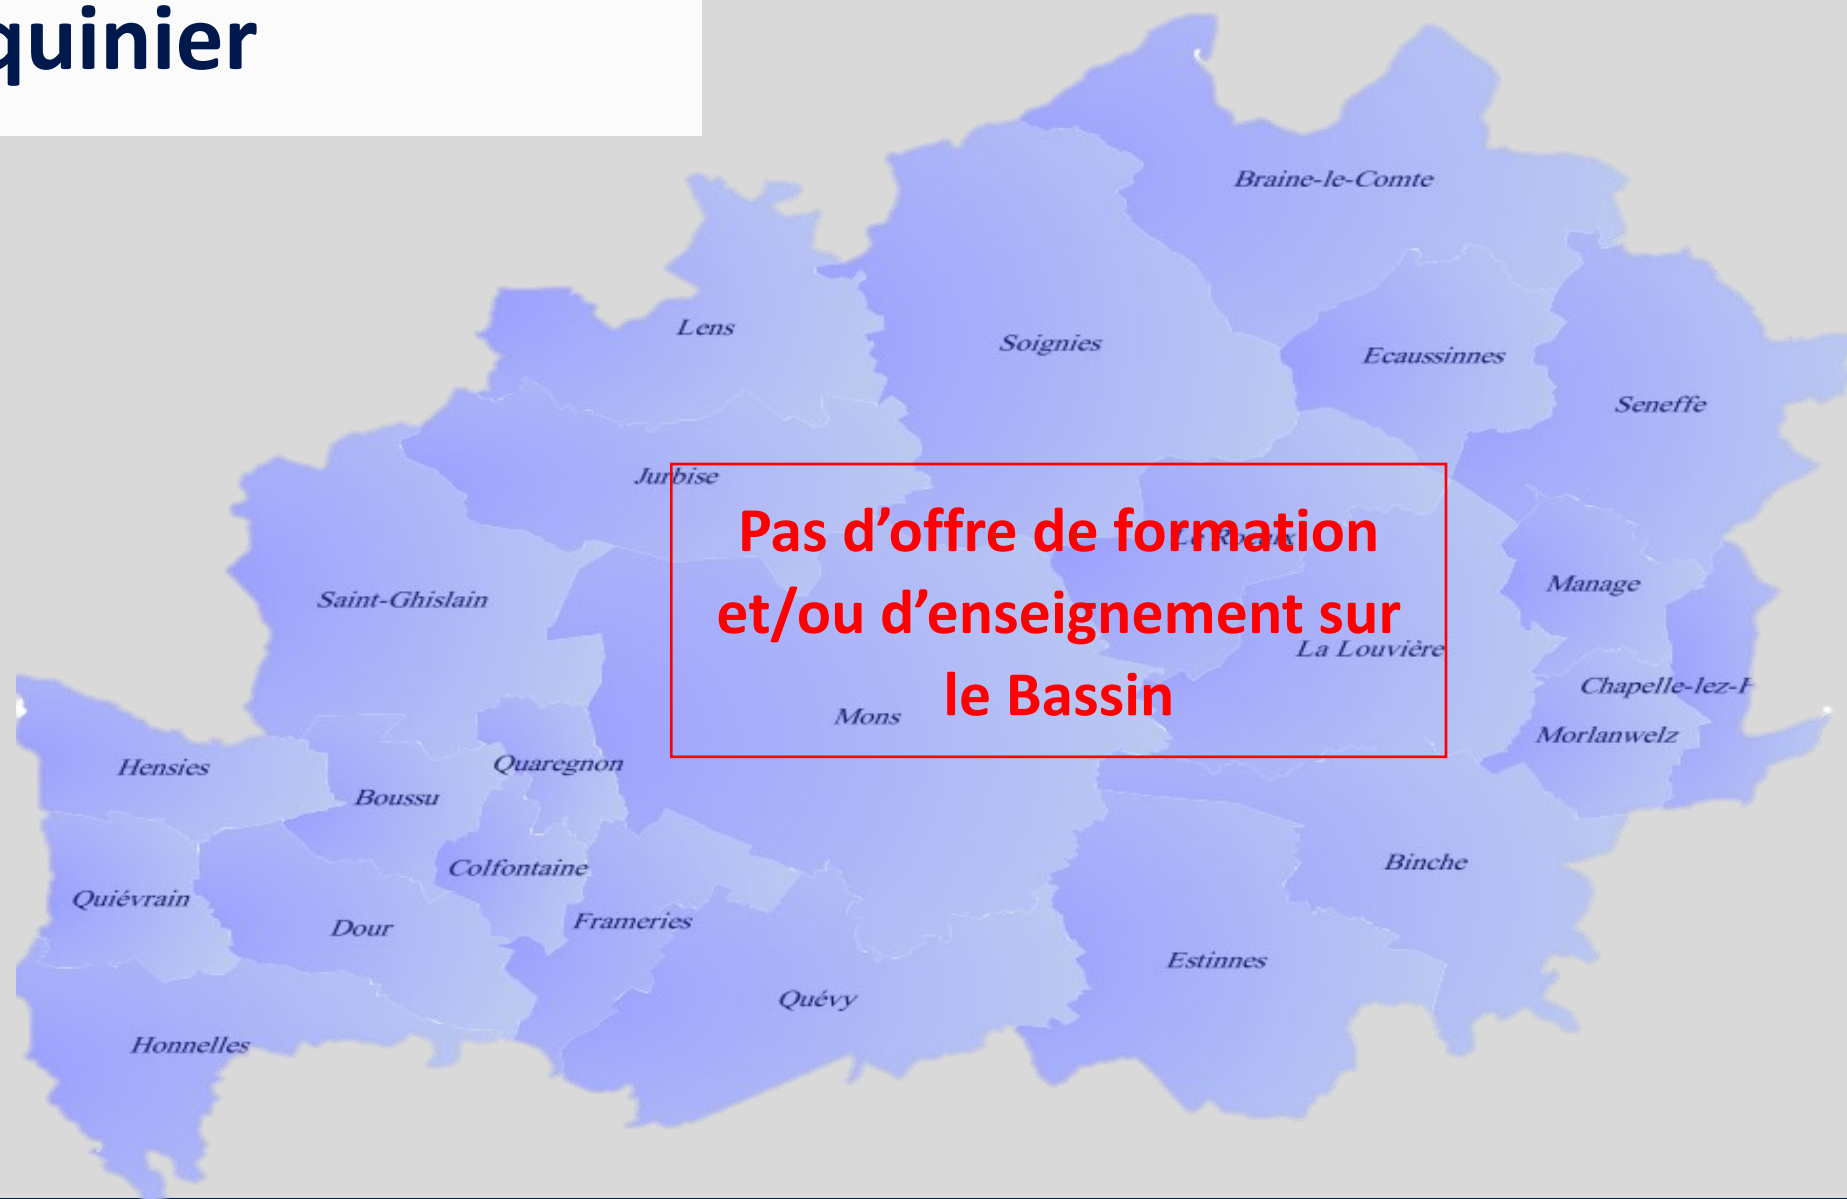 quinier
Braine-le-Comte
Lens
Soignies
Ecaussinnes
Seneffe
Jurbise
Pas d’offre de formation
et/ou d’enseignement sur
le Bassin
Le Rœulx
Manage
Saint-Ghislain
La Louvière
Chapelle-lez-H
Mons
Morlanwelz
Hensies
Quaregnon
Boussu
Colfontaine
Binche
Quiévrain
Dour
Frameries
Estinnes
Quévy
Honnelles